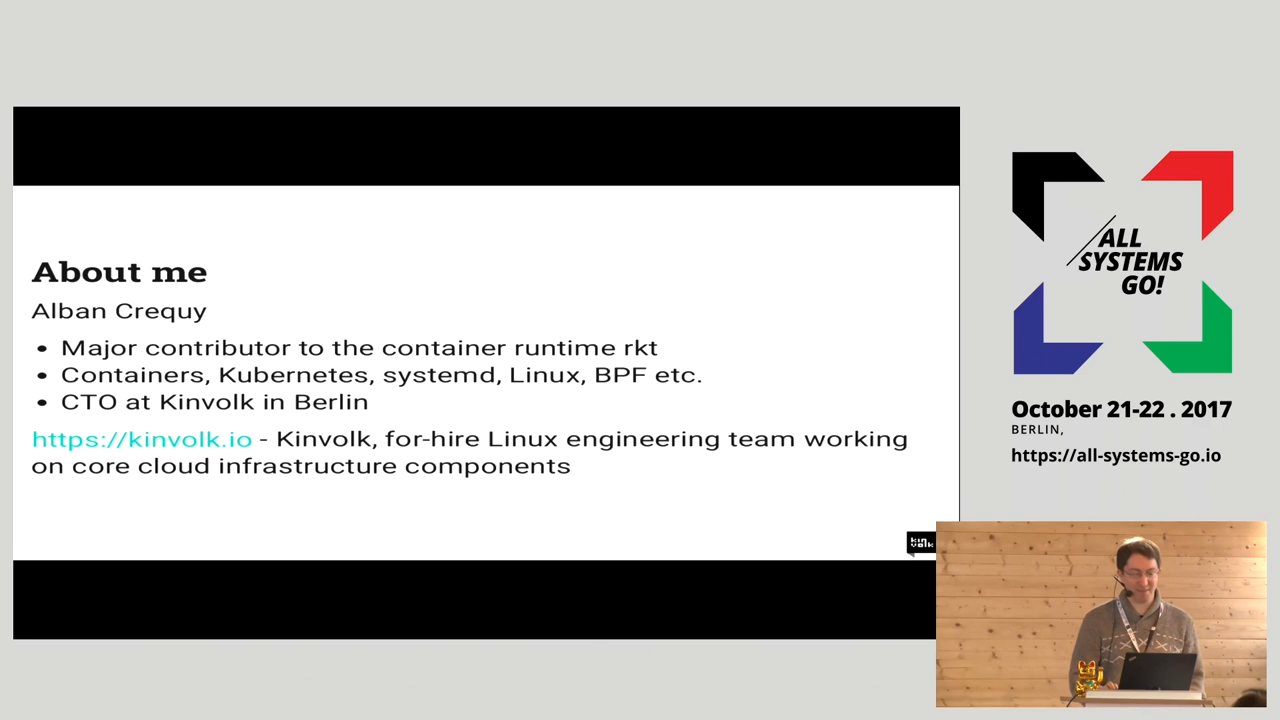 About me
Alban Crequy
• Major contributor to the container runtime rkt
• Containers, Kubernetes, systemd, Linux, BPF etc.
• CTO at Kinvolk in Berlin
https://kinvolk.io - Kinvolk, for-hire Linux engineering team working
on core cloud infrastructure components
kin
volk
ALL
SYSTEMS
GO!
October 21-22 . 2017
BERLIN,
https://all-systems-go.io